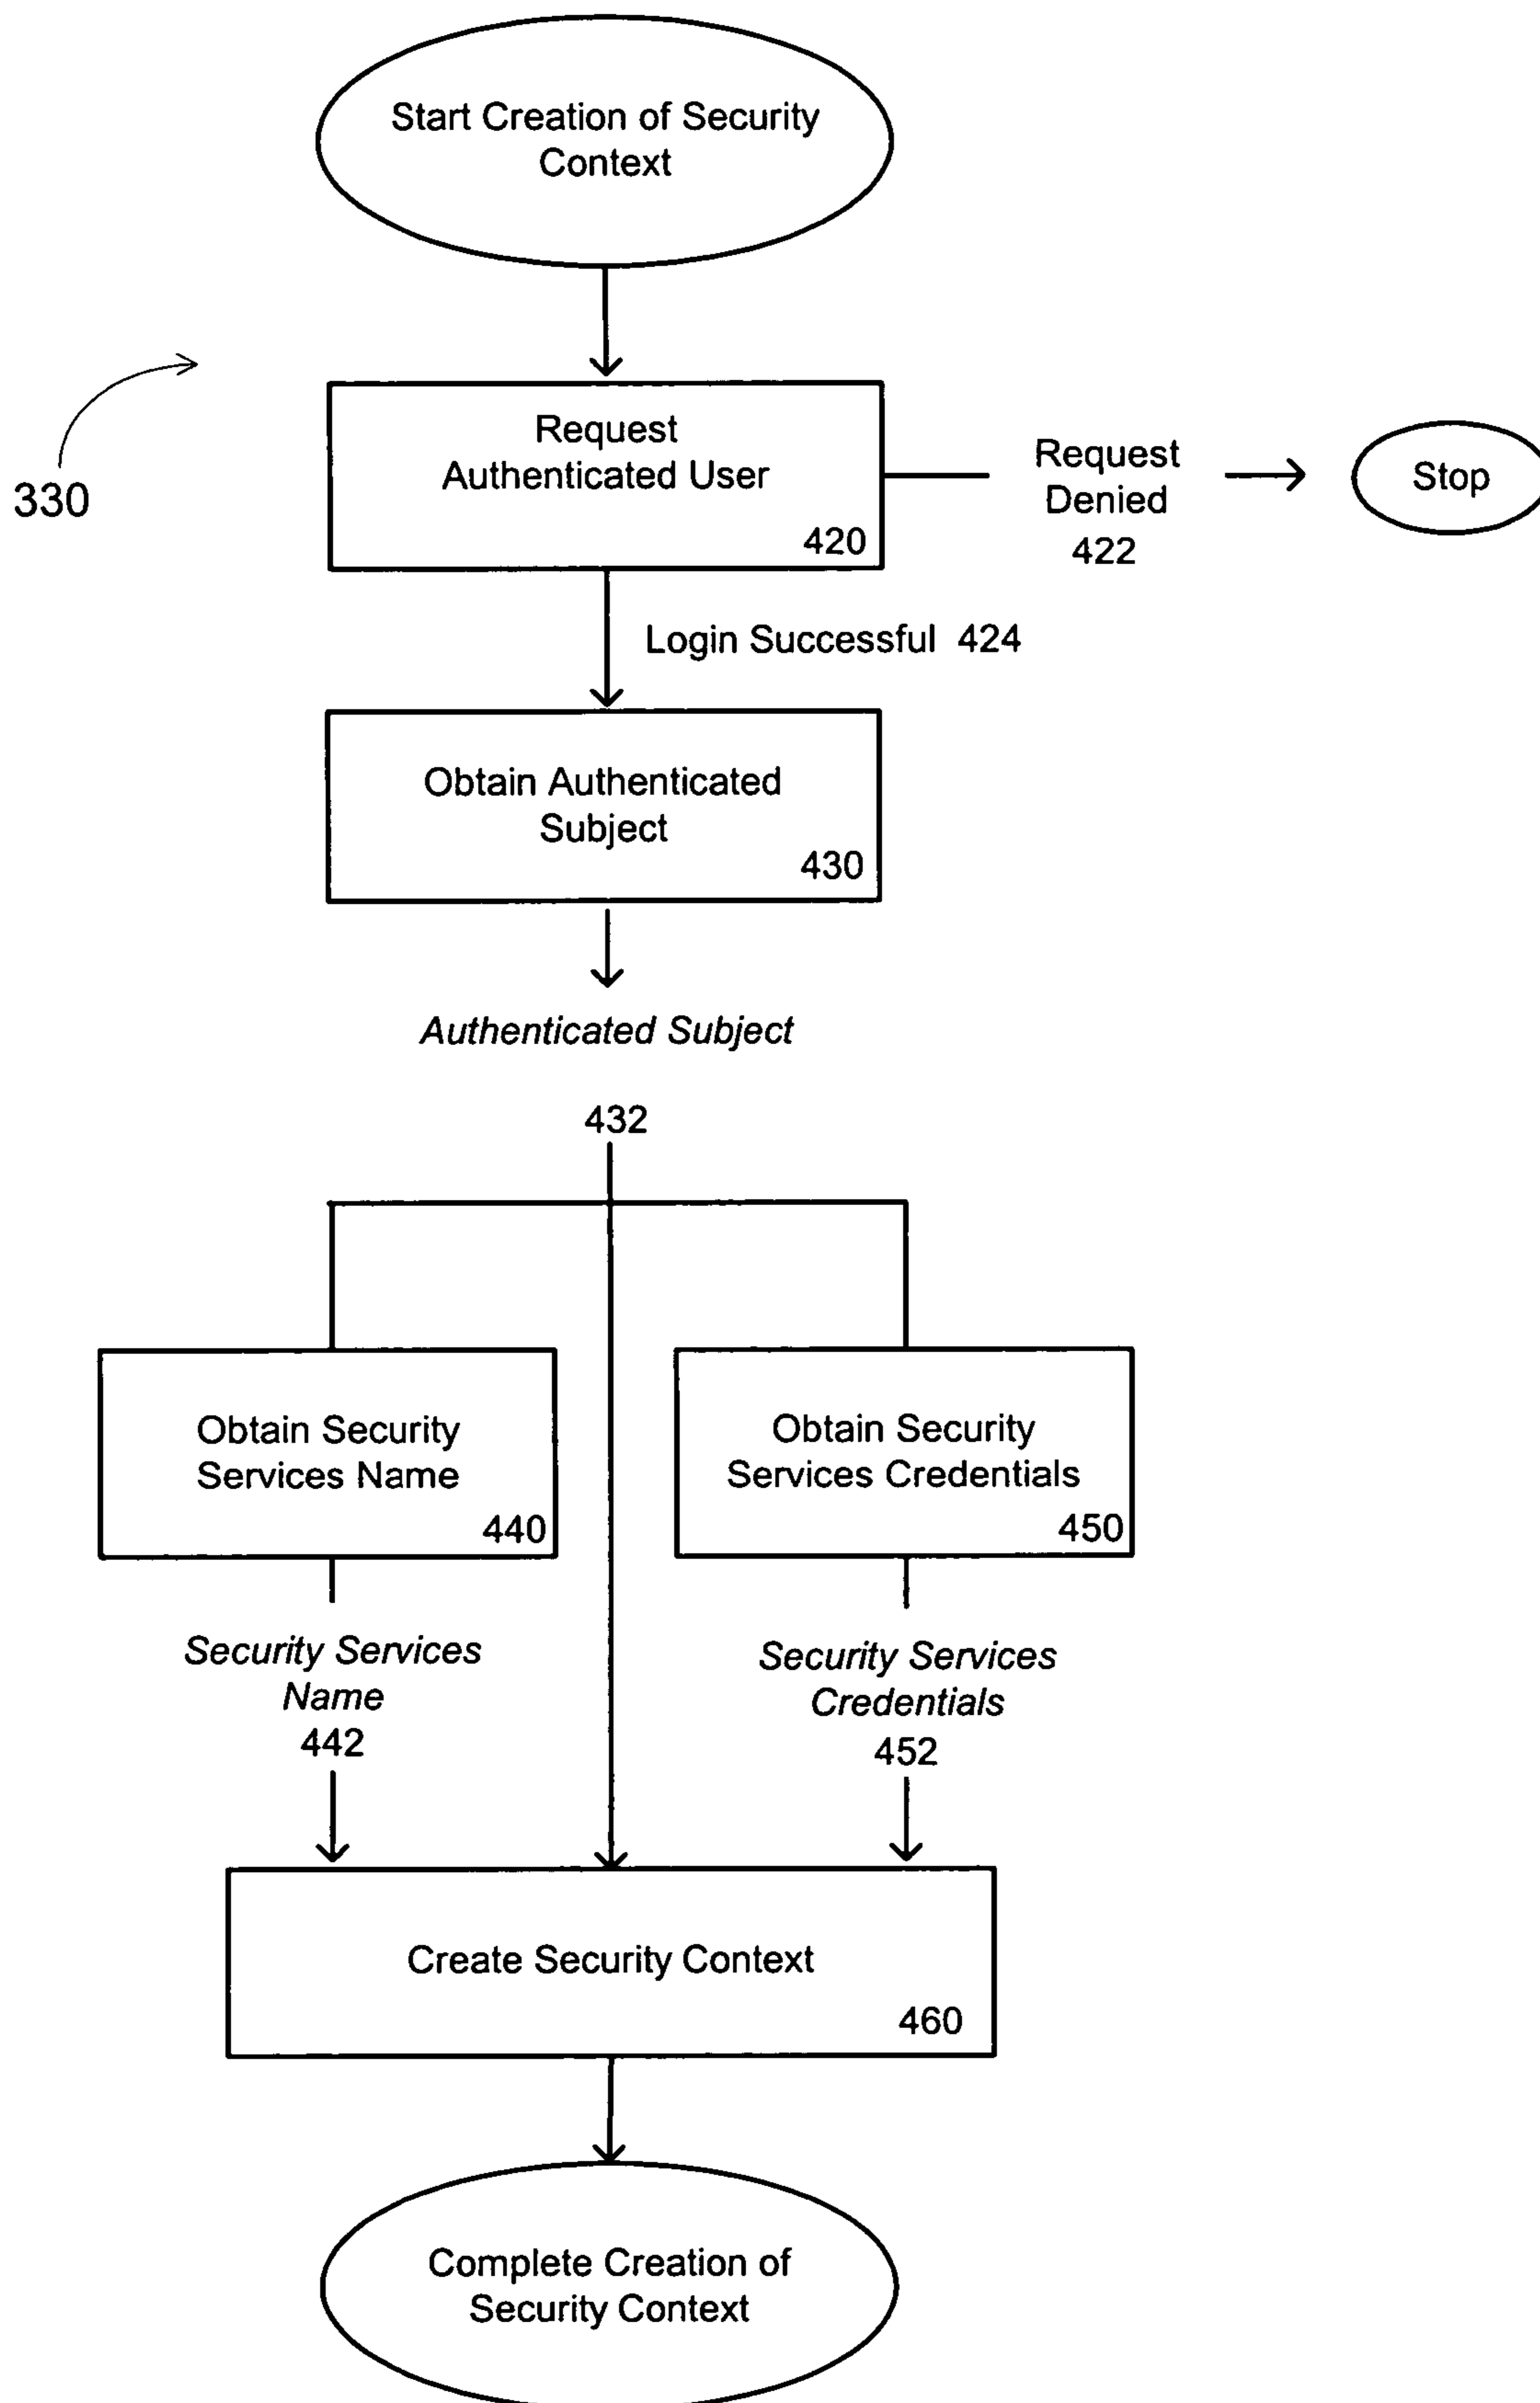 Start Creation of Security
Context
330
Request
Authenticated User
420
Request
Denied
422
Stop
Login Successful 424
Obtain Authenticated
Subject
430
Authenticated Subject
432
Obtain Security
Services Name
440
Obtain Security
Services Credentials
450
Security Services
Name
442
Security Services
Credentials
452
Create Security Context
460
Complete Creation of
Security Context